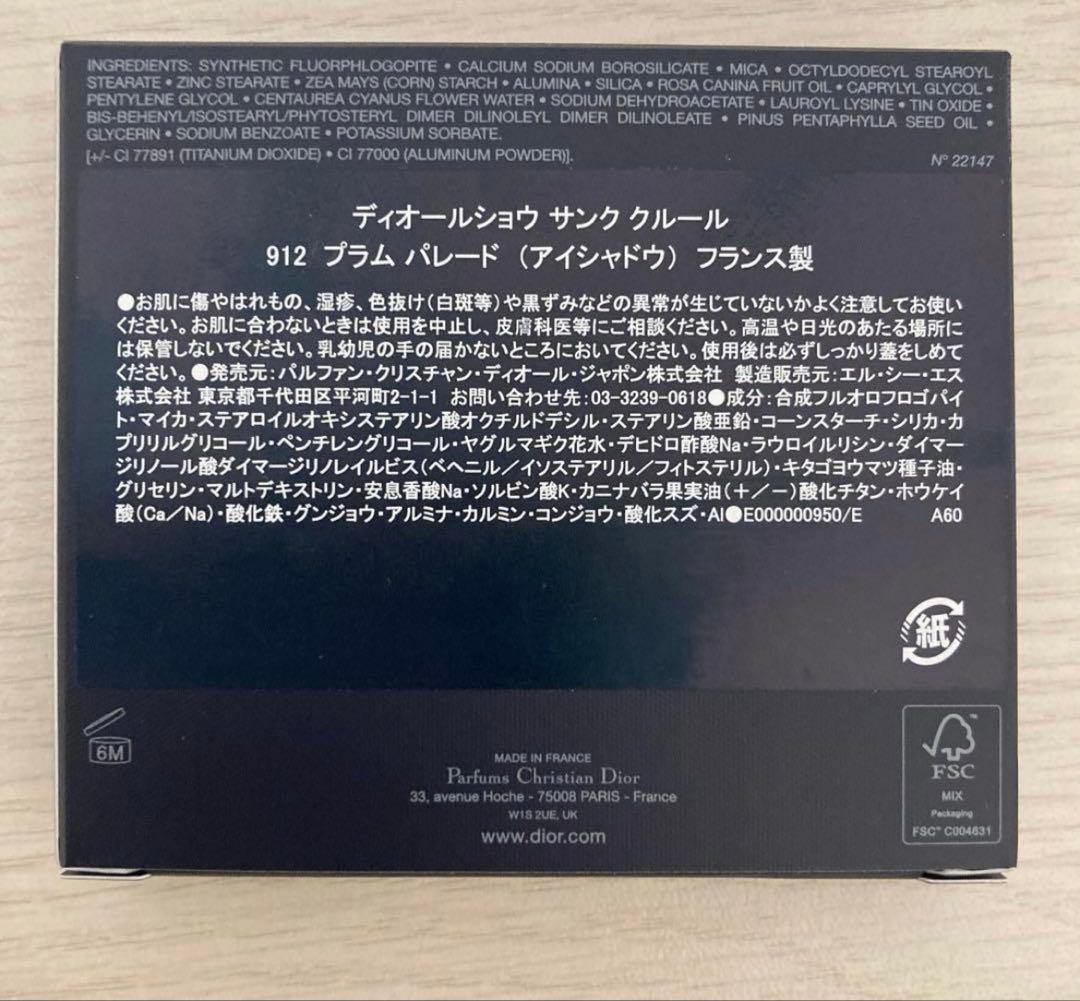 INGREDIENTS: SYNTHETIC FLUORPHLOGOPITE • CALCIUM SODIUM BOROSILICATE • MICA • OCTYLDODECYL STEAROYL
STEARATE • ZINC STEARATE • ZEA MAYS (CORN) STARCH • ALUMINA • SILICA • ROSA CANINA FRUIT OIL • CAPRYLYL GLYCOL •
PENTYLENE GLYCOL • CENTAUREA CYANUS FLOWER WATER • SODIUM DEHYDROACETATE • LAUROYL LYSINE • TIN OXIDE •
BIS-BEHENYL/ISOSTEARYL/PHYTOSTERYL DIMER DILINOLEYL DIMER DILINOLEATE • PINUS PENTAPHYLLA SEED OIL •
GLYCERIN • SODIUM BENZOATE • POTASSIUM SORBATE.
[+/- CI 77891 (TITANIUM DIOXIDE) • CI 77000 (ALUMINUM POWDER)].
N° 22147
ディオールショウ サンク クルール
912 プラム パレード (アイシャドウ) フランス製
●お肌に傷やはれもの、湿疹、色抜け(白斑等)や黒ずみなどの異常が生じていないかよく注意してお使い
ください。お肌に合わないときは使用を中止し、皮膚科医等にご相談ください。高温や日光のあたる場所に
は保管しないでください。乳幼児の手の届かないところにおいてください。使用後は必ずしっかり蓋をしめて
ください。●発売元:パルファン・クリスチャン・ディオール・ジャポン株式会社 製造販売元:エル・シー・エス
株式会社 東京都千代田区平河町2-1-1 お問い合わせ先:03-3239-0618●成分:合成フルオロフロゴパイ
ト・マイカ・ステアロイルオキシステアリン酸オクチルドデシル・ステアリン酸亜鉛・コーンスターチ・シリカ・カ
プリリルグリコール・ペンチレングリコール・ヤグルマギク花水・デヒドロ酢酸Na・ラウロイルリシン・ダイマー
ジリノール酸ダイマージリノレイルビス(ベヘニル/イソステアリル/フィトステリル)・キタゴヨウマツ種子油・
グリセリン・マルトデキストリン・安息香酸Na・ソルビン酸K・カニナバラ果実油(+/-)酸化チタン・ホウケイ
酸(Ca/Na)・酸化鉄・グンジョウ・アルミナ・カルミン・コンジョウ・酸化スズ・Al●E000000950/E A60
紙
6M
MADE IN FRANCE
Parfums Christian Dior
33, avenue Hoche - 75008 PARIS - France
W1S 2UE, UK
www.dior.com
FSC
MIX
Packaging
FSC™ C004631